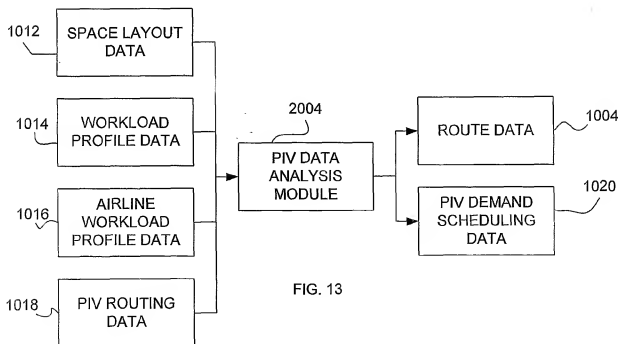 1012
SPACE LAYOUT
DATA
1014
WORKLOAD
PROFILE DATA
1016
AIRLINE
WORKLOAD
PROFILE DATA
1018
PIV ROUTING
DATA
2004
PIV DATA
ANALYSIS
MODULE
ROUTE DATA
1004
PIV DEMAND
SCHEDULING
DATA
1020
FIG. 13